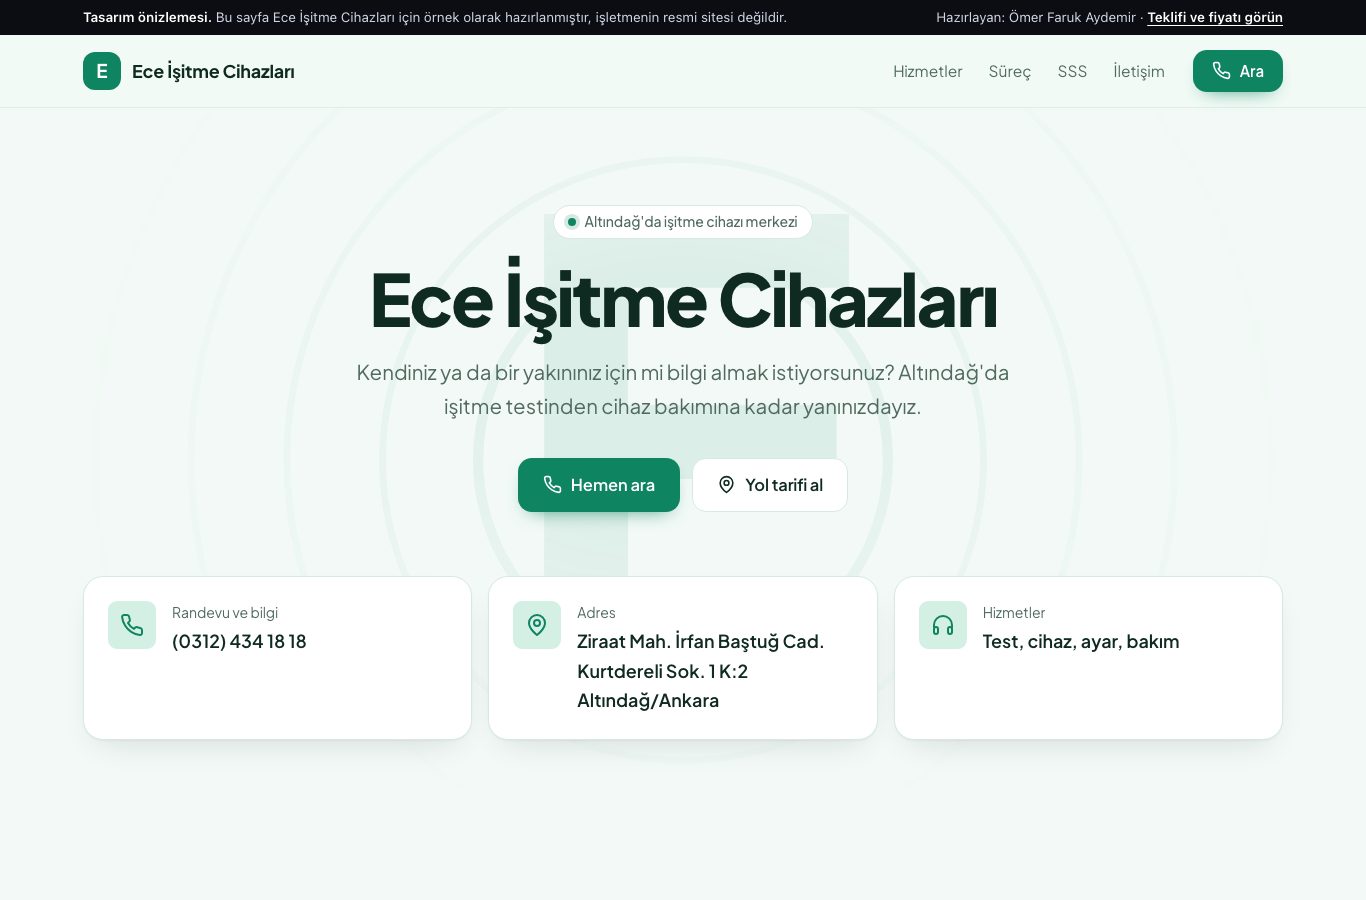 Tasarım önizlemesi. Bu sayfa Ece İşitme Cihazları için örnek olarak hazırlanmıştır, işletmenin resmi sitesi değildir.
Hazırlayan: Ömer Faruk Aydemir · Teklifi ve fiyatı görün
E
Ece İşitme Cihazları
Hizmetler
Süreç
SSS
İletişim
Ara
Altındağ'da işitme cihazı merkezi
Ece İşitme Cihazları
Kendiniz ya da bir yakınınız için mi bilgi almak istiyorsunuz? Altındağ'da
işitme testinden cihaz bakımına kadar yanınızdayız.
Hemen ara
Yol tarifi al
Randevu ve bilgi
(0312) 434 18 18
Adres
Ziraat Mah. İrfan Baştuğ Cad.
Kurtdereli Sok. 1 K:2
Altındağ/Ankara
Hizmetler
Test, cihaz, ayar, bakım